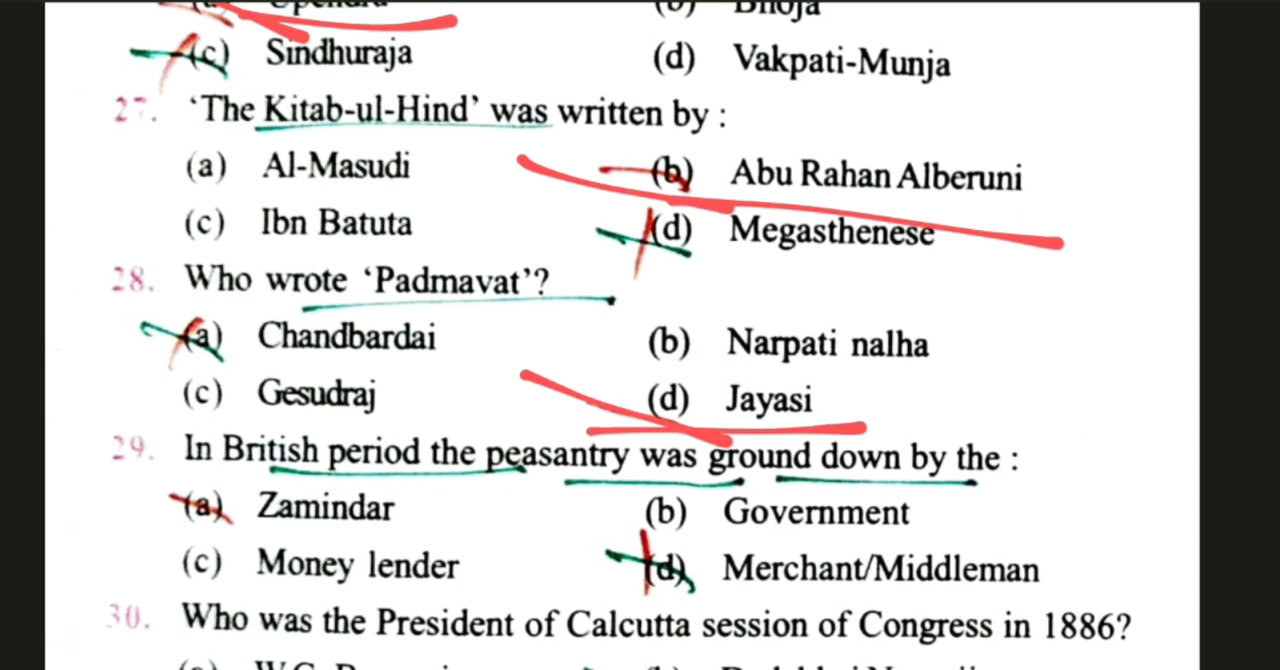 (c) Sindhuraja (d) Vakpati-Munja
27. ‘The Kitab-ul-Hind’ was written by :
(a) Al-Masudi (b) Abu Rahan Alberuni
(c) Ibn Batuta (d) Megasthenese
28. Who wrote ‘Padmavat’?
(a) Chandbardai (b) Narpati nalha
(c) Gesudraj (d) Jayasi
29. In British period the peasantry was ground down by the :
(a) Zamindar (b) Government
(c) Money lender (d) Merchant/Middleman
30. Who was the President of Calcutta session of Congress in 1886?